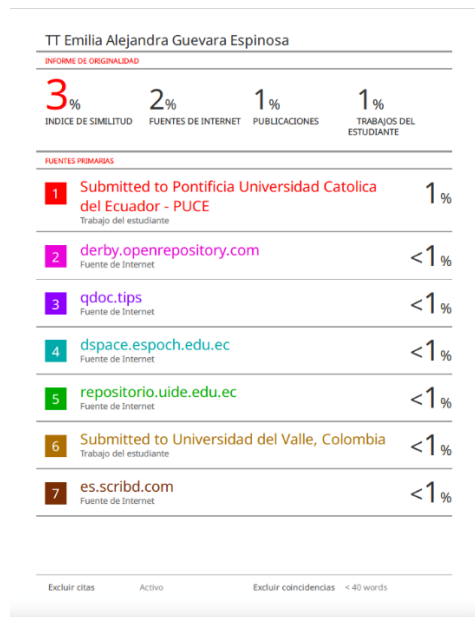 TT Emilia Alejandra Guevara Espinosa
INFORME DE ORIGINALIDAD
3%
INDICE DE SIMILITUD
2%
FUENTES DE INTERNET
1%
PUBLICACIONES
1%
TRABAJOS DEL
ESTUDIANTE
FUENTES PRIMARIAS
1
Submitted to Pontificia Universidad Catolica
del Ecuador - PUCE
Trabajo del estudiante
1%
2
derby.openrepository.com
Fuente de Internet
<1%
3
qdoc.tips
Fuente de Internet
<1%
4
dspace.espoch.edu.ec
Fuente de Internet
<1%
5
repositorio.uide.edu.ec
Fuente de Internet
<1%
6
Submitted to Universidad del Valle, Colombia
Trabajo del estudiante
<1%
7
es.scribd.com
Fuente de Internet
<1%
Excluir citas Activo Excluir coincidencias < 40 words